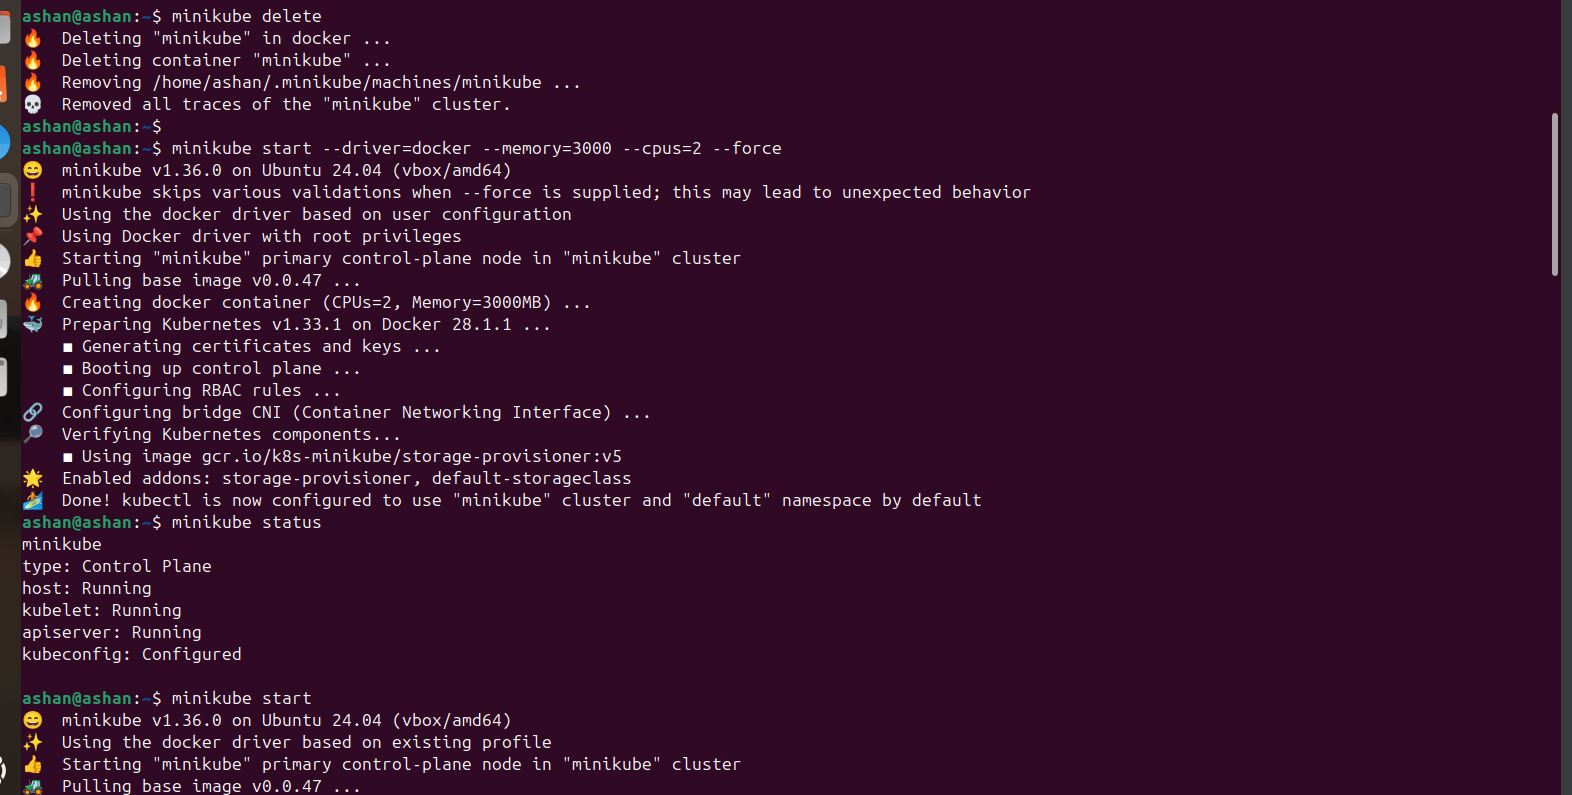 ashan@ashan:~$ minikube delete
🔥  Deleting "minikube" in docker ...
🔥  Deleting container "minikube" ...
🔥  Removing /home/ashan/.minikube/machines/minikube ...
💀  Removed all traces of the "minikube" cluster.
ashan@ashan:~$
ashan@ashan:~$ minikube start --driver=docker --memory=3000 --cpus=2 --force
😄  minikube v1.36.0 on Ubuntu 24.04 (vbox/amd64)
❗  minikube skips various validations when --force is supplied; this may lead to unexpected behavior
✨  Using the docker driver based on user configuration
📌  Using Docker driver with root privileges
👍  Starting "minikube" primary control-plane node in "minikube" cluster
🚜  Pulling base image v0.0.47 ...
🔥  Creating docker container (CPUs=2, Memory=3000MB) ...
🐳  Preparing Kubernetes v1.33.1 on Docker 28.1.1 ...
▪ Generating certificates and keys ...
▪ Booting up control plane ...
▪ Configuring RBAC rules ...
🔗  Configuring bridge CNI (Container Networking Interface) ...
🔎  Verifying Kubernetes components...
▪ Using image gcr.io/k8s-minikube/storage-provisioner:v5
🌟  Enabled addons: storage-provisioner, default-storageclass
🏄  Done! kubectl is now configured to use "minikube" cluster and "default" namespace by default
ashan@ashan:~$ minikube status
minikube
type: Control Plane
host: Running
kubelet: Running
apiserver: Running
kubeconfig: Configured
ashan@ashan:~$ minikube start
😄  minikube v1.36.0 on Ubuntu 24.04 (vbox/amd64)
✨  Using the docker driver based on existing profile
👍  Starting "minikube" primary control-plane node in "minikube" cluster
🚜  Pulling base image v0.0.47 ...